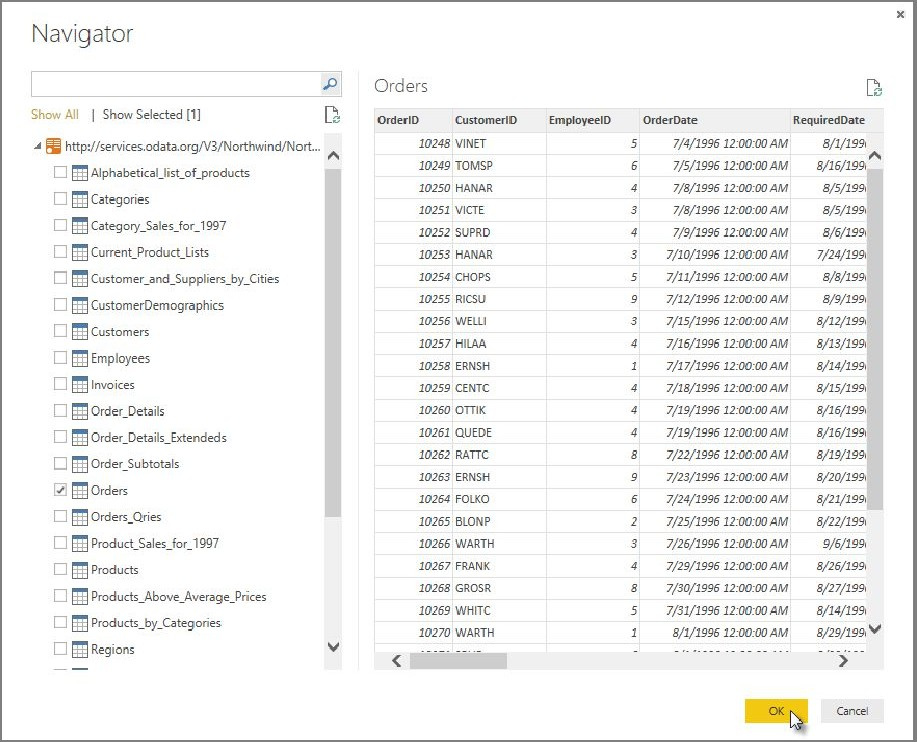 Navigator
Show All | Show Selected [1]
http://services.odata.org/V3/Northwind/Nort...
Alphabetical_list_of_products
Categories
Category_Sales_for_1997
Current_Product_Lists
Customer_and_Suppliers_by_Cities
CustomerDemographics
Customers
Employees
Invoices
Order_Details
Order_Details_Extendeds
Order_Subtotals
Orders
Orders_Qries
Product_Sales_for_1997
Products
Products_Above_Average_Prices
Products_by_Categories
Regions
Orders
OrderID CustomerID EmployeeID OrderDate RequiredDate
10248 VINET 5 7/4/1996 12:00:00 AM 8/1/199
10249 TOMSP 6 7/5/1996 12:00:00 AM 8/16/199
10250 HANAR 4 7/8/1996 12:00:00 AM 8/5/199
10251 VICTE 3 7/8/1996 12:00:00 AM 8/5/199
10252 SUPRD 4 7/9/1996 12:00:00 AM 8/6/199
10253 HANAR 3 7/10/1996 12:00:00 AM 7/24/199
10254 CHOPS 5 7/11/1996 12:00:00 AM 8/8/199
10255 RICSU 9 7/12/1996 12:00:00 AM 8/9/199
10256 WELLI 3 7/15/1996 12:00:00 AM 8/12/199
10257 HILAA 4 7/16/1996 12:00:00 AM 8/13/199
10258 ERNSH 1 7/17/1996 12:00:00 AM 8/14/199
10259 CENTC 4 7/18/1996 12:00:00 AM 8/15/199
10260 OTTIK 4 7/19/1996 12:00:00 AM 8/16/199
10261 QUEDE 4 7/19/1996 12:00:00 AM 8/16/199
10262 RATTC 8 7/22/1996 12:00:00 AM 8/19/199
10263 ERNSH 9 7/23/1996 12:00:00 AM 8/20/199
10264 FOLKO 6 7/24/1996 12:00:00 AM 8/21/199
10265 BLONP 2 7/25/1996 12:00:00 AM 8/22/199
10266 WARTH 3 7/26/1996 12:00:00 AM 9/6/199
10267 FRANK 4 7/29/1996 12:00:00 AM 8/26/199
10268 GROSR 8 7/30/1996 12:00:00 AM 8/27/199
10269 WHITC 5 7/31/1996 12:00:00 AM 8/14/199
10270 WARTH 1 8/1/1996 12:00:00 AM 8/29/199
OK Cancel